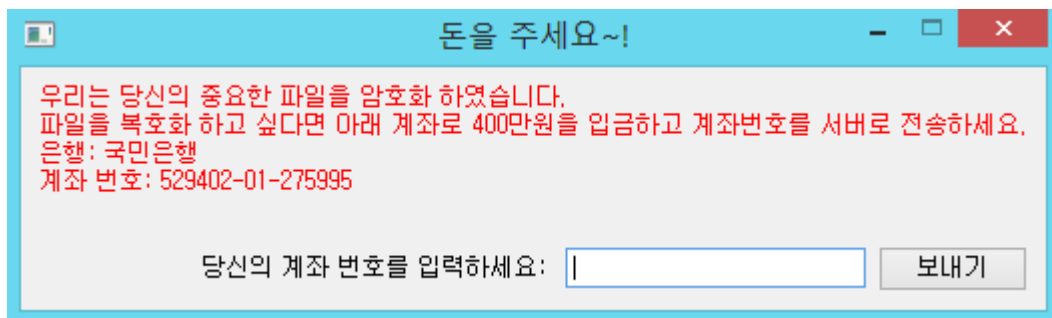 돈을 주세요~!
우리는 당신의 중요한 파일을 암호화 하였습니다.
파일을 복호화 하고 싶다면 아래 계좌로 400만원을 입금하고 계좌번호를 서버로 전송하세요.
은행: 국민은행
계좌 번호: 529402-01-275995
당신의 계좌 번호를 입력하세요: 보내기